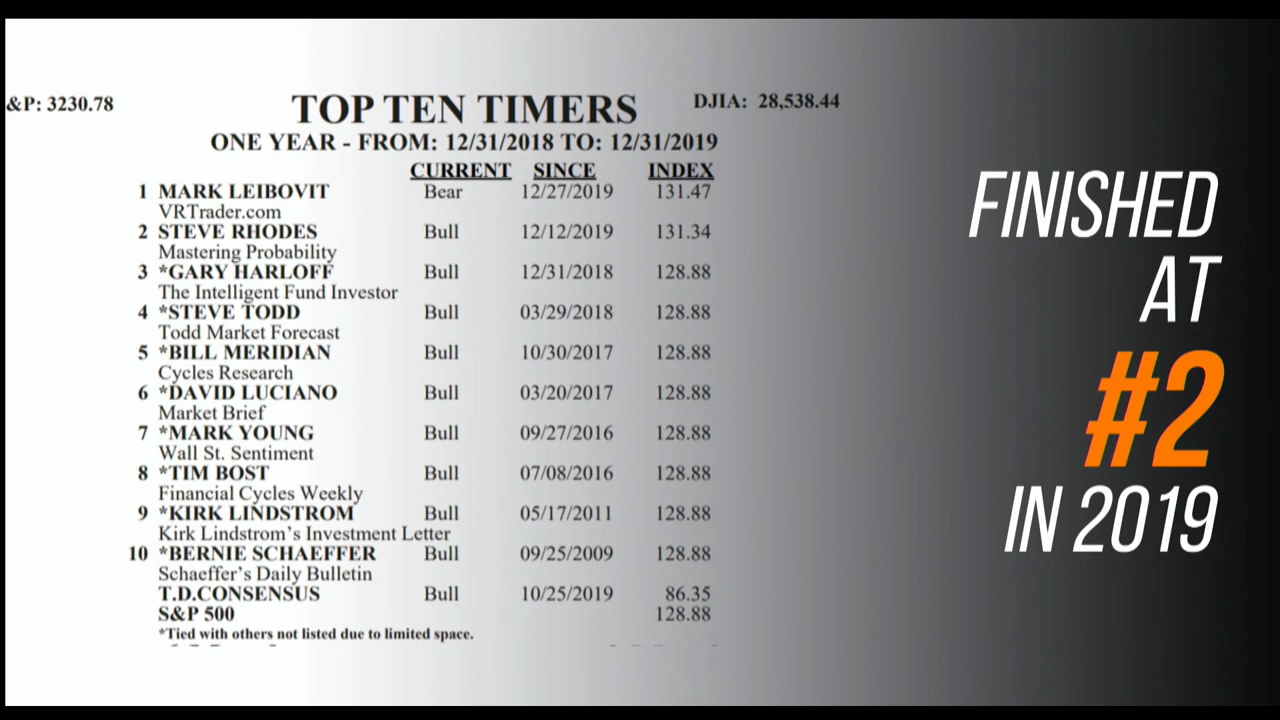 &P: 3230.78
TOP TEN TIMERS
DJIA: 28,538.44
ONE YEAR - FROM: 12/31/2018 TO: 12/31/2019
CURRENT SINCE INDEX
1 MARK LEIBOVIT Bear 12/27/2019 131.47
VRTrader.com
2 STEVE RHODES Bull 12/12/2019 131.34
Mastering Probability
3 *GARY HARLOFF Bull 12/31/2018 128.88
The Intelligent Fund Investor
4 *STEVE TODD Bull 03/29/2018 128.88
Todd Market Forecast
5 *BILL MERIDIAN Bull 10/30/2017 128.88
Cycles Research
6 *DAVID LUCIANO Bull 03/20/2017 128.88
Market Brief
7 *MARK YOUNG Bull 09/27/2016 128.88
Wall St. Sentiment
8 *TIM BOST Bull 07/08/2016 128.88
Financial Cycles Weekly
9 *KIRK LINDSTROM Bull 05/17/2011 128.88
Kirk Lindstrom's Investment Letter
10 *BERNIE SCHAEFFER Bull 09/25/2009 128.88
Schaeffer's Daily Bulletin
T.D.CONSENSUS Bull 10/25/2019 86.35
S&P 500 128.88
*Tied with others not listed due to limited space.
FINISHED
AT
#2
IN 2019